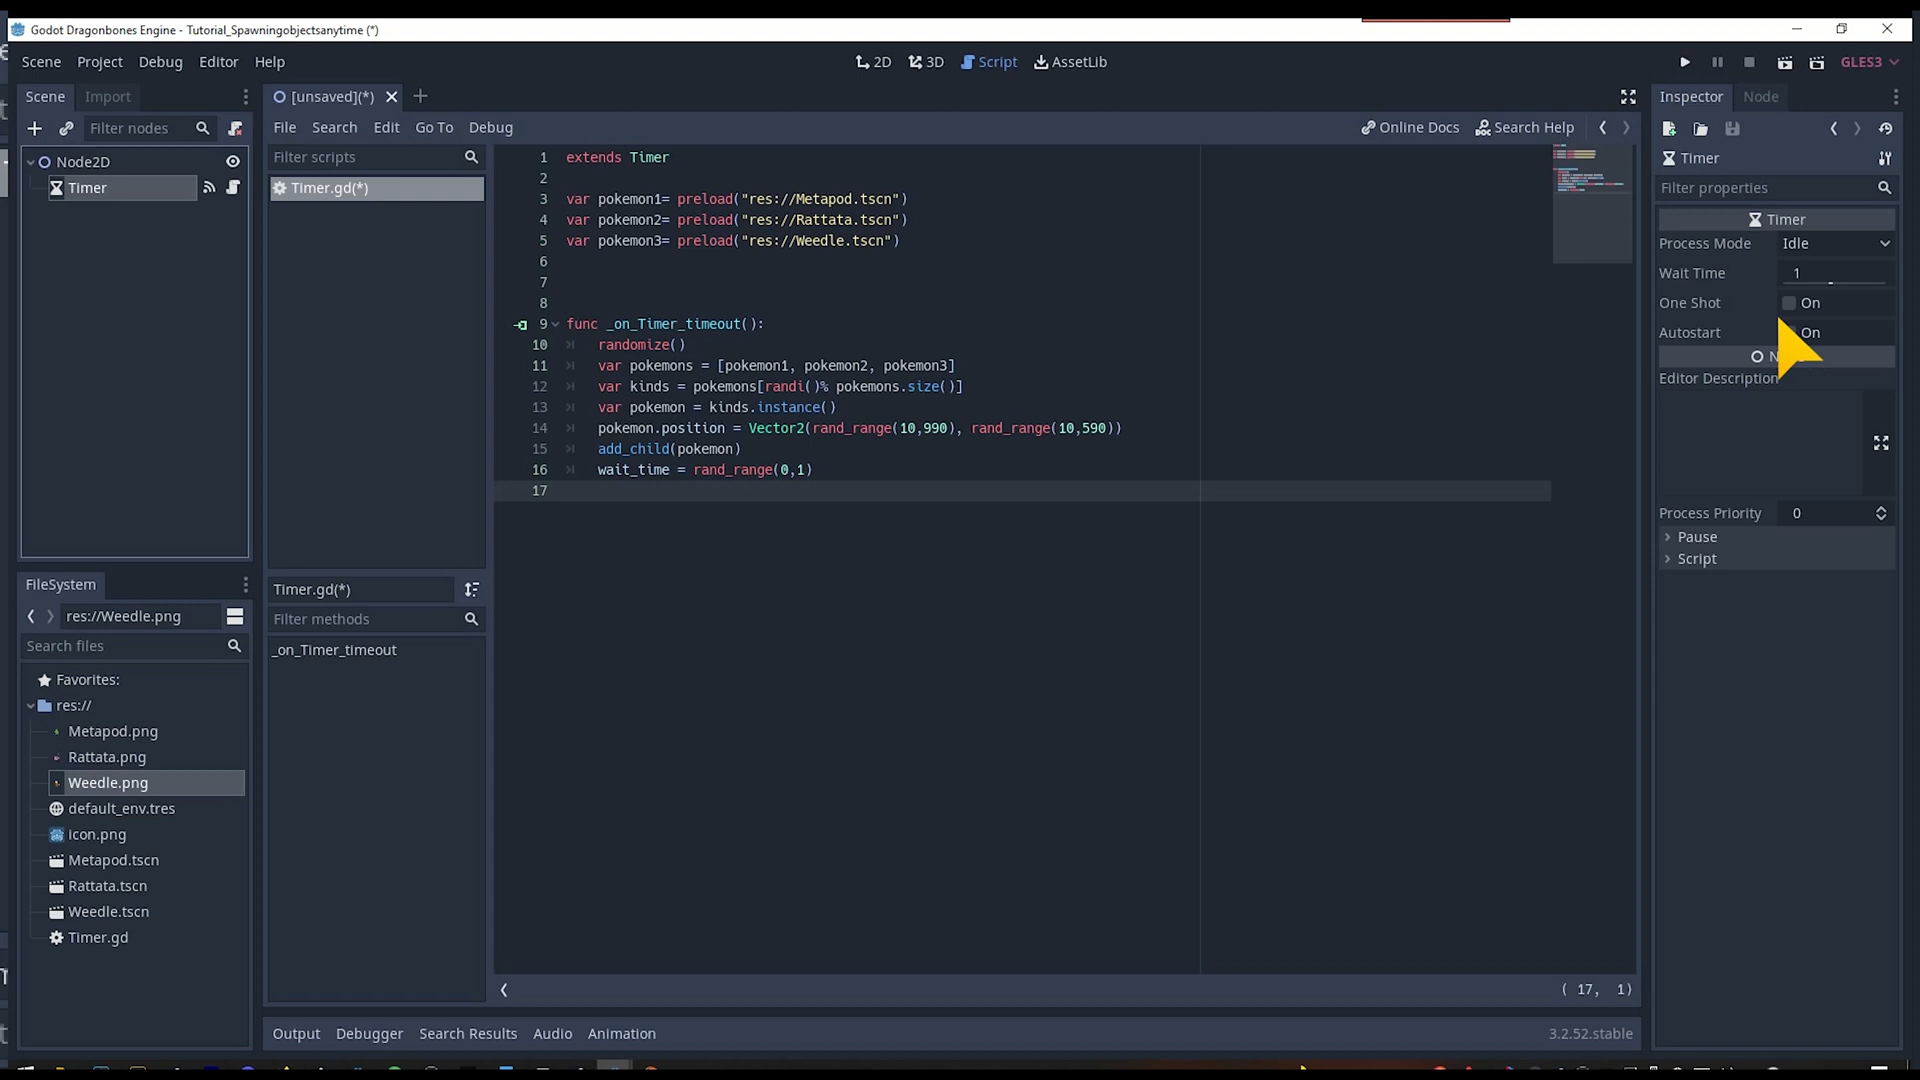 Godot Dragonbones Engine - Tutorial_Spawningobjectsanytime (*)
Scene Project Debug Editor Help
2D 3D Script AssetLib
GLES3
Scene Import
[unsaved](*)
Inspector Node
Filter nodes
File Search Edit Go To Debug
Online Docs Search Help
Node2D
Timer
Filter scripts
Timer.gd(*)
1 extends Timer
2
3 var pokemon1= preload("res://Metapod.tscn")
4 var pokemon2= preload("res://Rattata.tscn")
5 var pokemon3= preload("res://Weedle.tscn")
6
7
8
9 func _on_Timer_timeout():
10 randomize()
11 var pokemons = [pokemon1, pokemon2, pokemon3]
12 var kinds = pokemons[randi()% pokemons.size()]
13 var pokemon = kinds.instance()
14 pokemon.position = Vector2(rand_range(10,990), rand_range(10,590))
15 add_child(pokemon)
16 wait_time = rand_range(0,1)
17
Timer
Filter properties
Timer
Process Mode Idle
Wait Time 1
One Shot On
Autostart On
Editor Description
Process Priority 0
Pause
Script
FileSystem
res://Weedle.png
Search files
Favorites:
res://
Metapod.png
Rattata.png
Weedle.png
default_env.tres
icon.png
Metapod.tscn
Rattata.tscn
Weedle.tscn
Timer.gd
Timer.gd(*)
Filter methods
_on_Timer_timeout
( 17, 1)
Output Debugger Search Results Audio Animation
3.2.52.stable